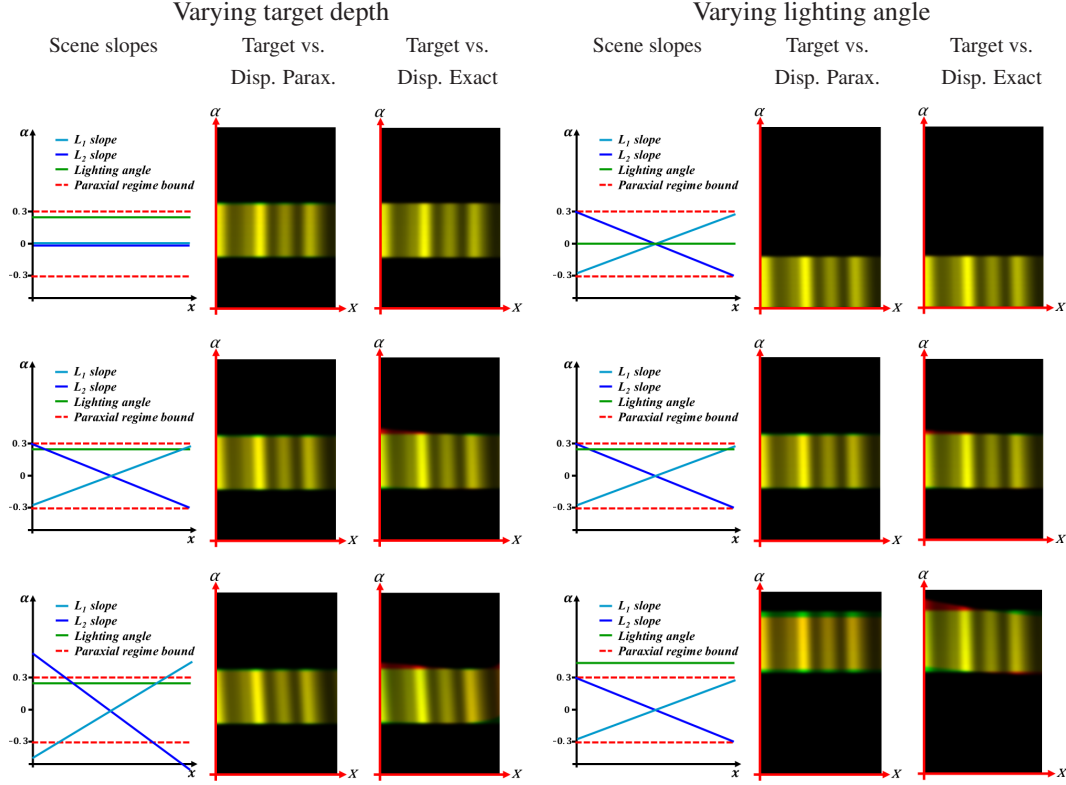 Varying target depth
Varying lighting angle
Scene slopes
Target vs.
Disp. Parax.
Target vs.
Disp. Exact
Scene slopes
Target vs.
Disp. Parax.
Target vs.
Disp. Exact
α
L1 slope
L2 slope
Lighting angle
Paraxial regime bound
0.3
0
-0.3
x
α
x
α
x
α
L1 slope
L2 slope
Lighting angle
Paraxial regime bound
0.3
0
-0.3
x
α
x
α
x
α
L1 slope
L2 slope
Lighting angle
Paraxial regime bound
0.3
0
-0.3
x
α
x
α
x
α
L1 slope
L2 slope
Lighting angle
Paraxial regime bound
0.3
0
-0.3
x
α
x
α
x
α
L1 slope
L2 slope
Lighting angle
Paraxial regime bound
0.3
0
-0.3
x
α
x
α
x
α
L1 slope
L2 slope
Lighting angle
Paraxial regime bound
0.3
0
-0.3
x
α
x
α
x